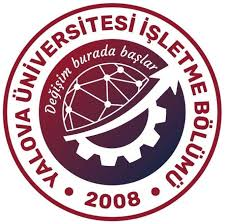 YALOVA ÜNİVERSİTESİ İŞLETME BÖLÜMÜ
Değişim burada başlar
• 2008 •